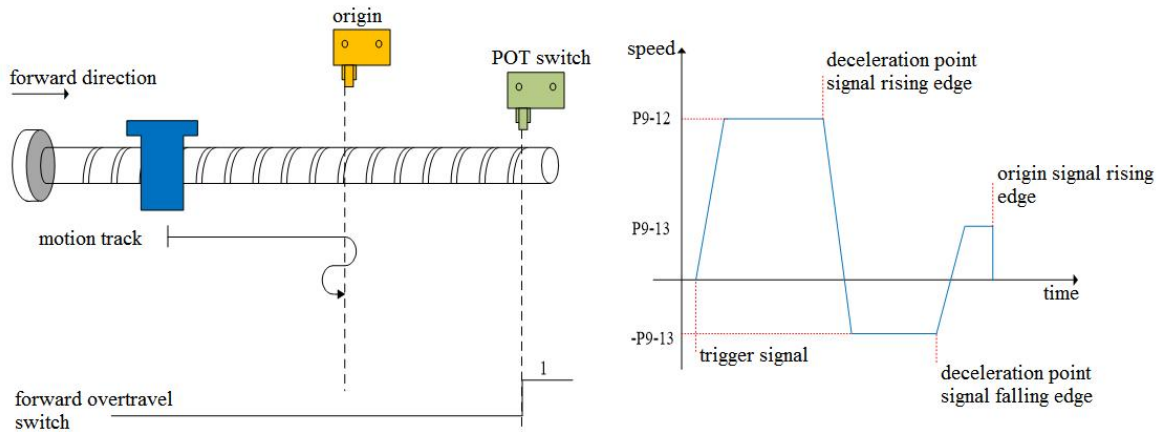 origin
POT switch
forward direction
motion track
1
forward overtravel
switch
speed
deceleration point
signal rising edge
P9-12
origin signal rising
edge
P9-13
time
-P9-13
trigger signal
deceleration point
signal falling edge